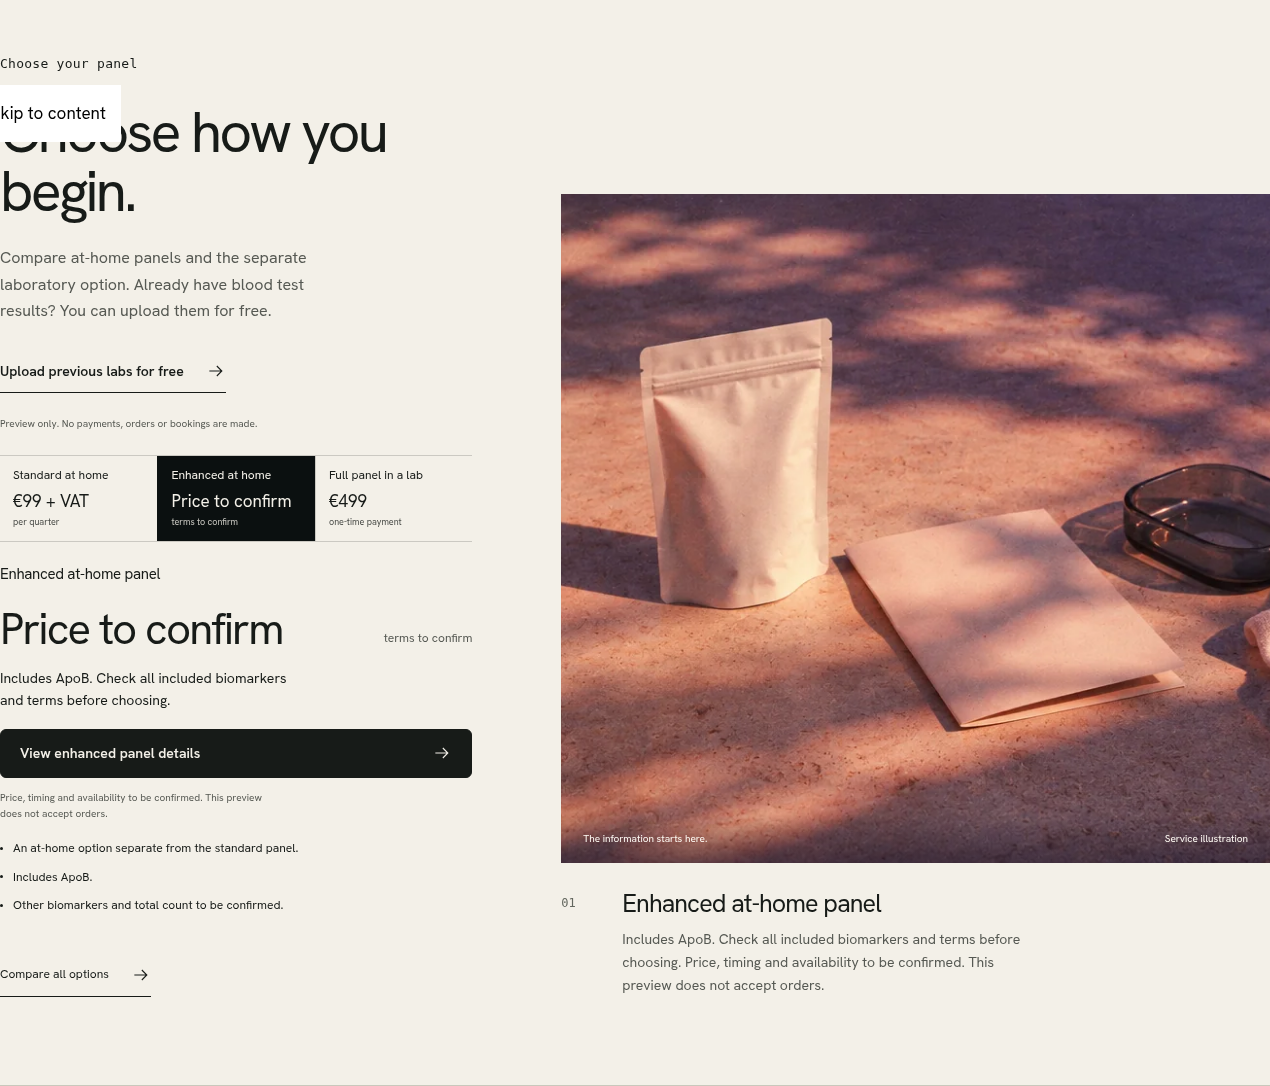 Choose your panel
kip to content
Choose how you
begin.
Compare at-home panels and the separate
laboratory option. Already have blood test
results? You can upload them for free.
Upload previous labs for free
Preview only. No payments, orders or bookings are made.
Standard at home
€99 + VAT
per quarter
Enhanced at home
Price to confirm
terms to confirm
Full panel in a lab
€499
one-time payment
Enhanced at-home panel
Price to confirm
terms to confirm
Includes ApoB. Check all included biomarkers
and terms before choosing.
View enhanced panel details
Price, timing and availability to be confirmed. This preview
does not accept orders.
• An at-home option separate from the standard panel.
• Includes ApoB.
• Other biomarkers and total count to be confirmed.
Compare all options
The information starts here.
Service illustration
01
Enhanced at-home panel
Includes ApoB. Check all included biomarkers and terms before
choosing. Price, timing and availability to be confirmed. This
preview does not accept orders.